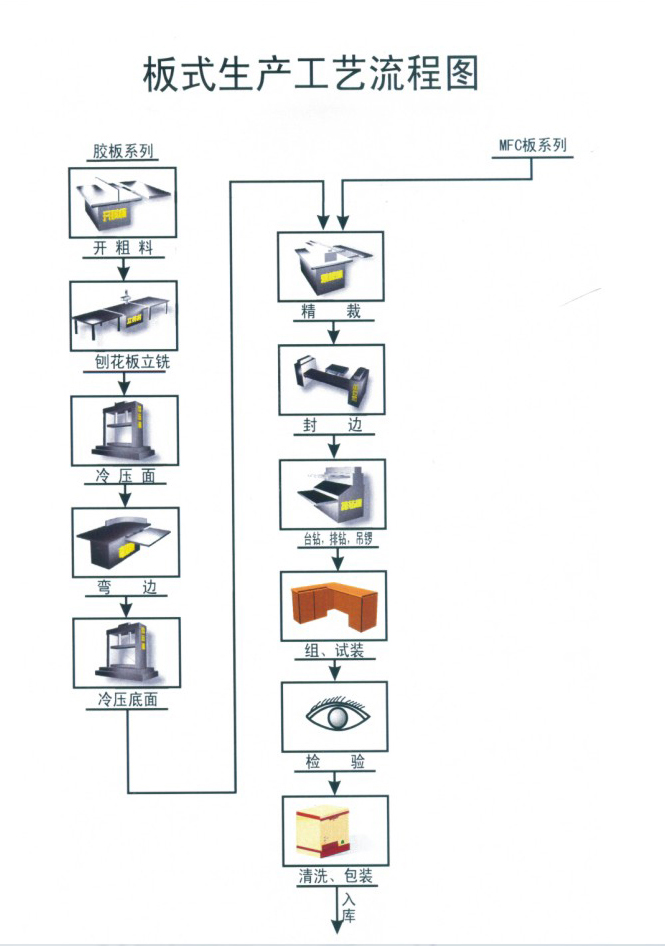 板式生产工艺流程图
胶板系列
MFC板系列
开粗料
刨花板立铣
冷压面
弯边
冷压底面
精裁
封边
台钻，排钻，吊锣
组、试装
检验
清洗、包装
入库